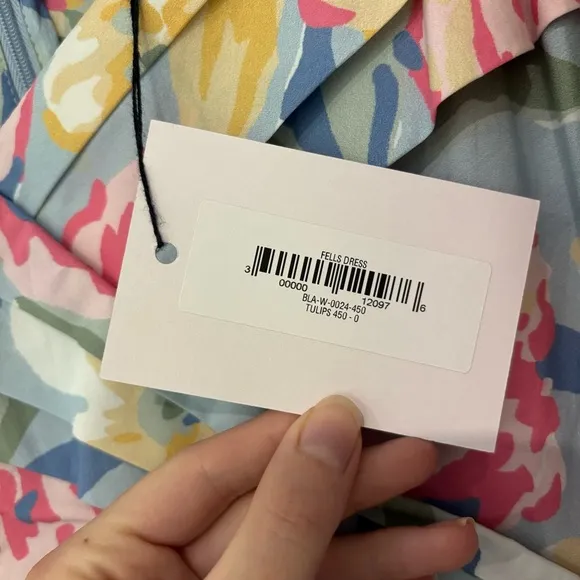 FELLS DRESS
3 00000 12097 6
BLA-W-0024-450
TULIPS 450 - 0